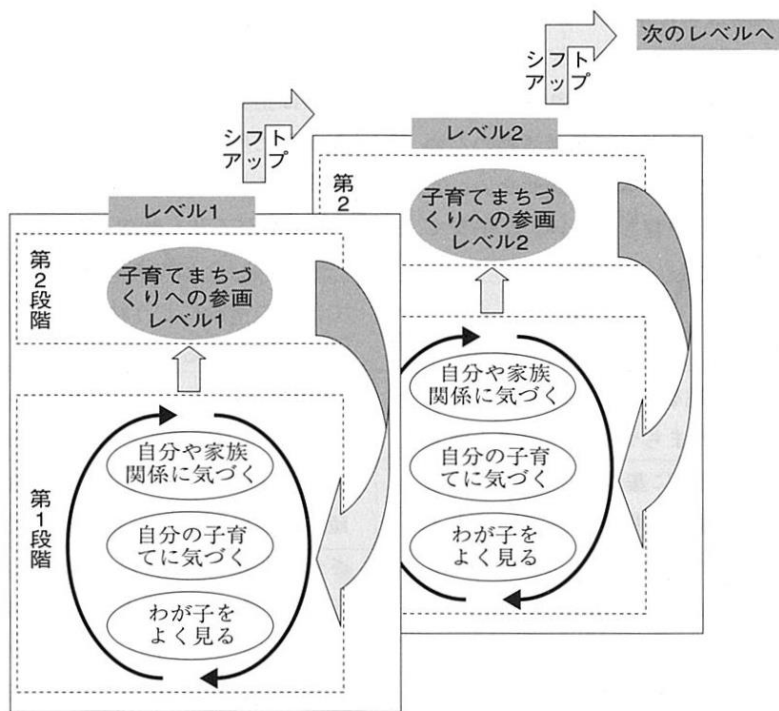 次のレベルへ
シフト
アップ
シフト
アップ
レベル2
第2
子育てまちづ
くりへの参画
レベル2
自分や家族
関係に気づく
自分の子育
てに気づく
わが子を
よく見る
レベル1
第2段階
子育てまちづ
くりへの参画
レベル1
第1段階
自分や家族
関係に気づく
自分の子育
てに気づく
わが子を
よく見る